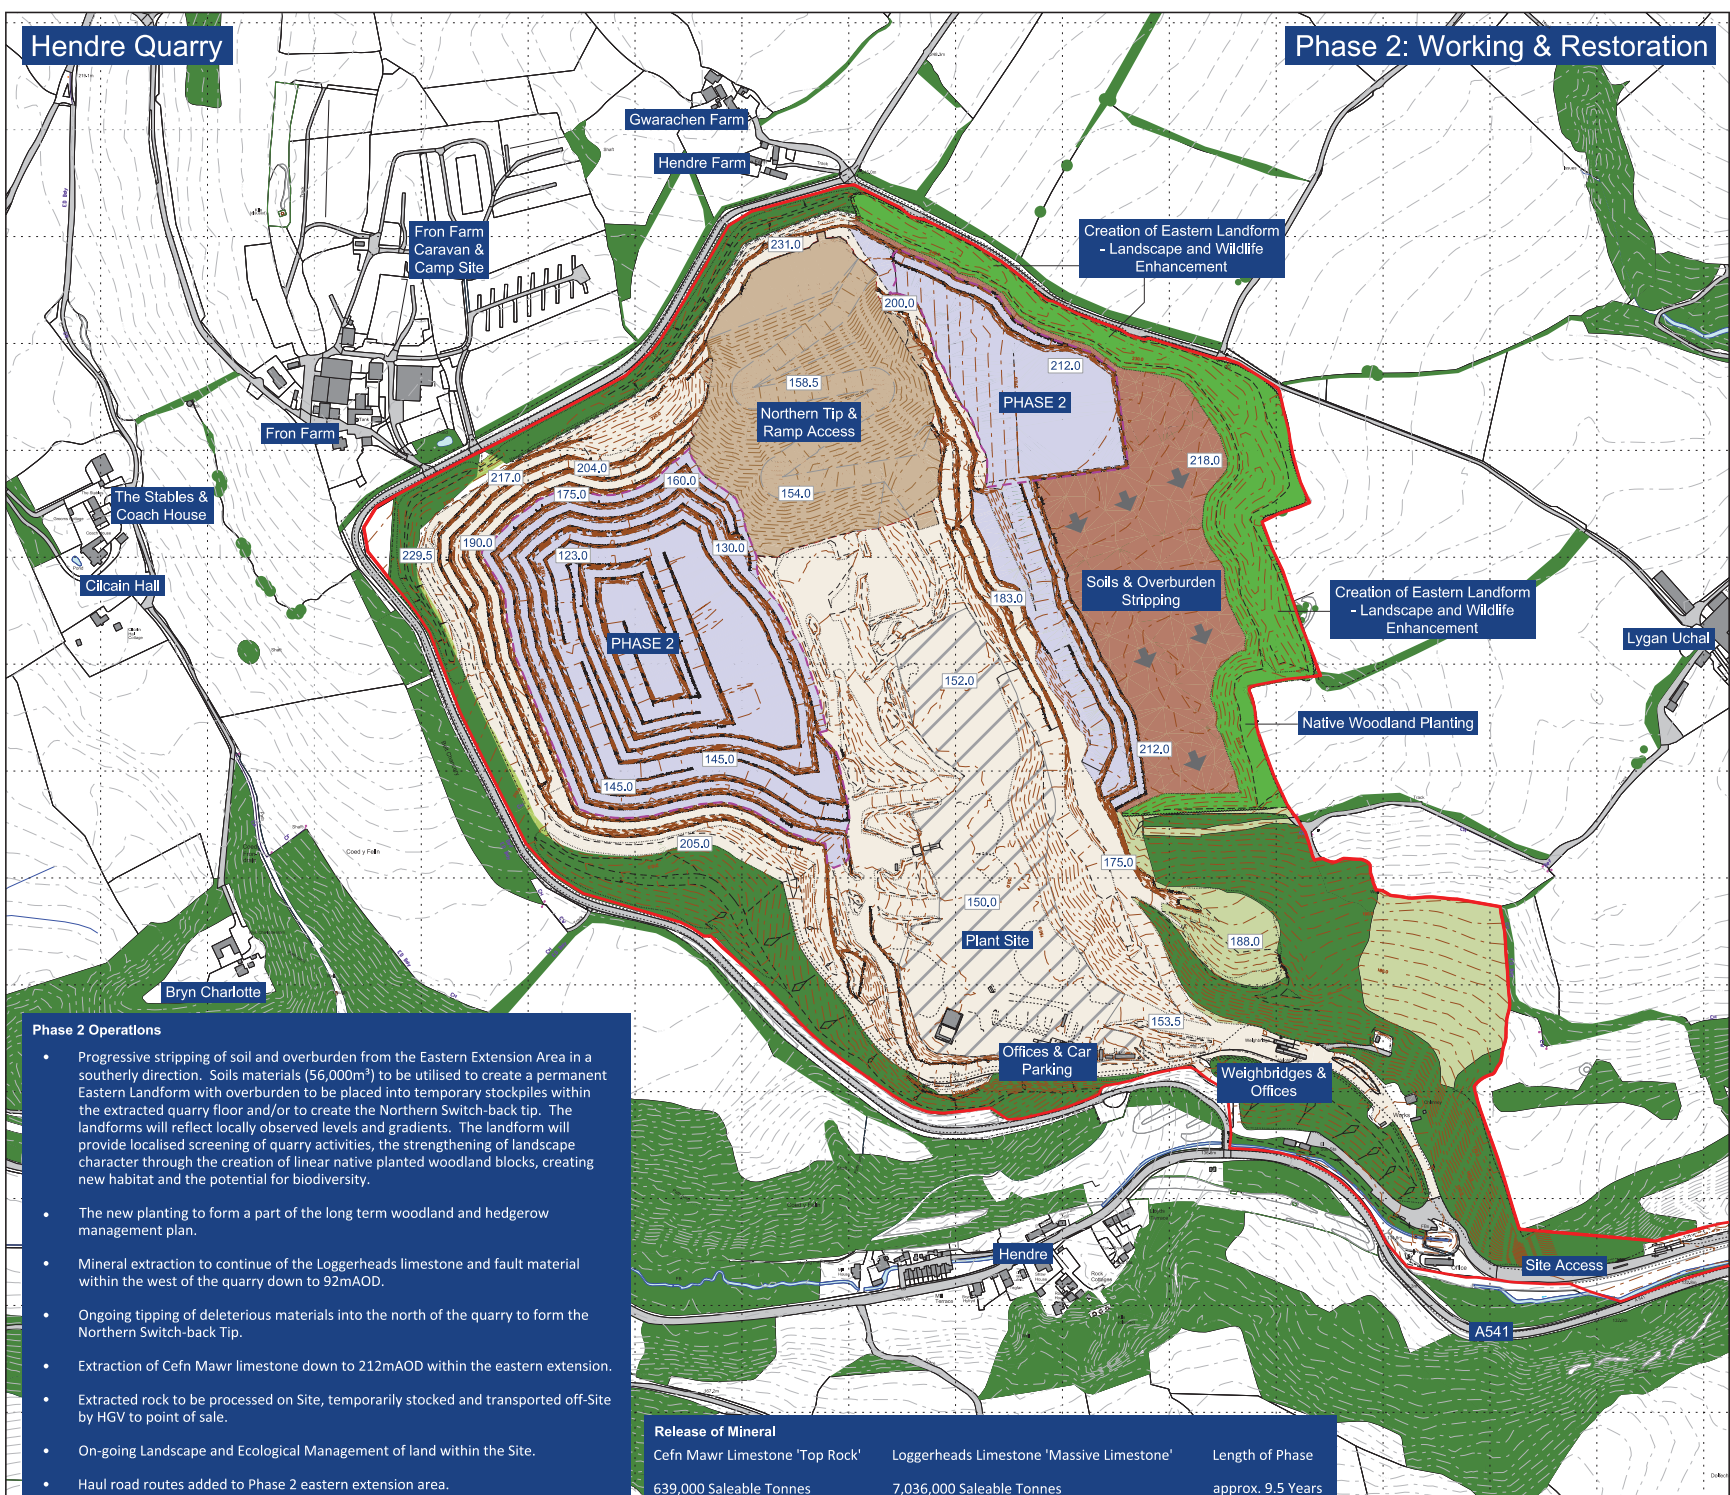 Hendre Quarry
Phase 2: Working & Restoration
Gwarachen Farm
Hendre Farm
Track
Shaft
Fron Farm
Caravan &
Camp Site
Creation of Eastern Landform
- Landscape and Wildlife
Enhancement
231.0
200.0
212.0
158.5
PHASE 2
Northern Tip &
Ramp Access
Fron Farm
204.0
217.0
175.0
160.0
154.0
218.0
The Stables &
Coach House
229.5
190.0
123.0
130.0
Cilcain Hall
Soils & Overburden
Stripping
183.0
Creation of Eastern Landform
- Landscape and Wildlife
Enhancement
Lygan Uchal
PHASE 2
152.0
Native Woodland Planting
212.0
145.0
145.0
205.0
Coed y Felin
175.0
150.0
Plant Site
188.0
Bryn Charlotte
153.5
Offices & Car
Parking
Weighbridges &
Offices
Works
Hendre
Office
Site Access
A541
Phase 2 Operations
• Progressive stripping of soil and overburden from the Eastern Extension Area in a
southerly direction. Soils materials (56,000m³) to be utilised to create a permanent
Eastern Landform with overburden to be placed into temporary stockpiles within
the extracted quarry floor and/or to create the Northern Switch-back tip. The
landforms will reflect locally observed levels and gradients. The landform will
provide localised screening of quarry activities, the strengthening of landscape
character through the creation of linear native planted woodland blocks, creating
new habitat and the potential for biodiversity.
• The new planting to form a part of the long term woodland and hedgerow
management plan.
• Mineral extraction to continue of the Loggerheads limestone and fault material
within the west of the quarry down to 92mAOD.
• Ongoing tipping of deleterious materials into the north of the quarry to form the
Northern Switch-back Tip.
• Extraction of Cefn Mawr limestone down to 212mAOD within the eastern extension.
• Extracted rock to be processed on Site, temporarily stocked and transported off-Site
by HGV to point of sale.
• On-going Landscape and Ecological Management of land within the Site.
• Haul road routes added to Phase 2 eastern extension area.
Release of Mineral
Cefn Mawr Limestone 'Top Rock' Loggerheads Limestone 'Massive Limestone' Length of Phase
639,000 Saleable Tonnes 7,036,000 Saleable Tonnes approx. 9.5 Years